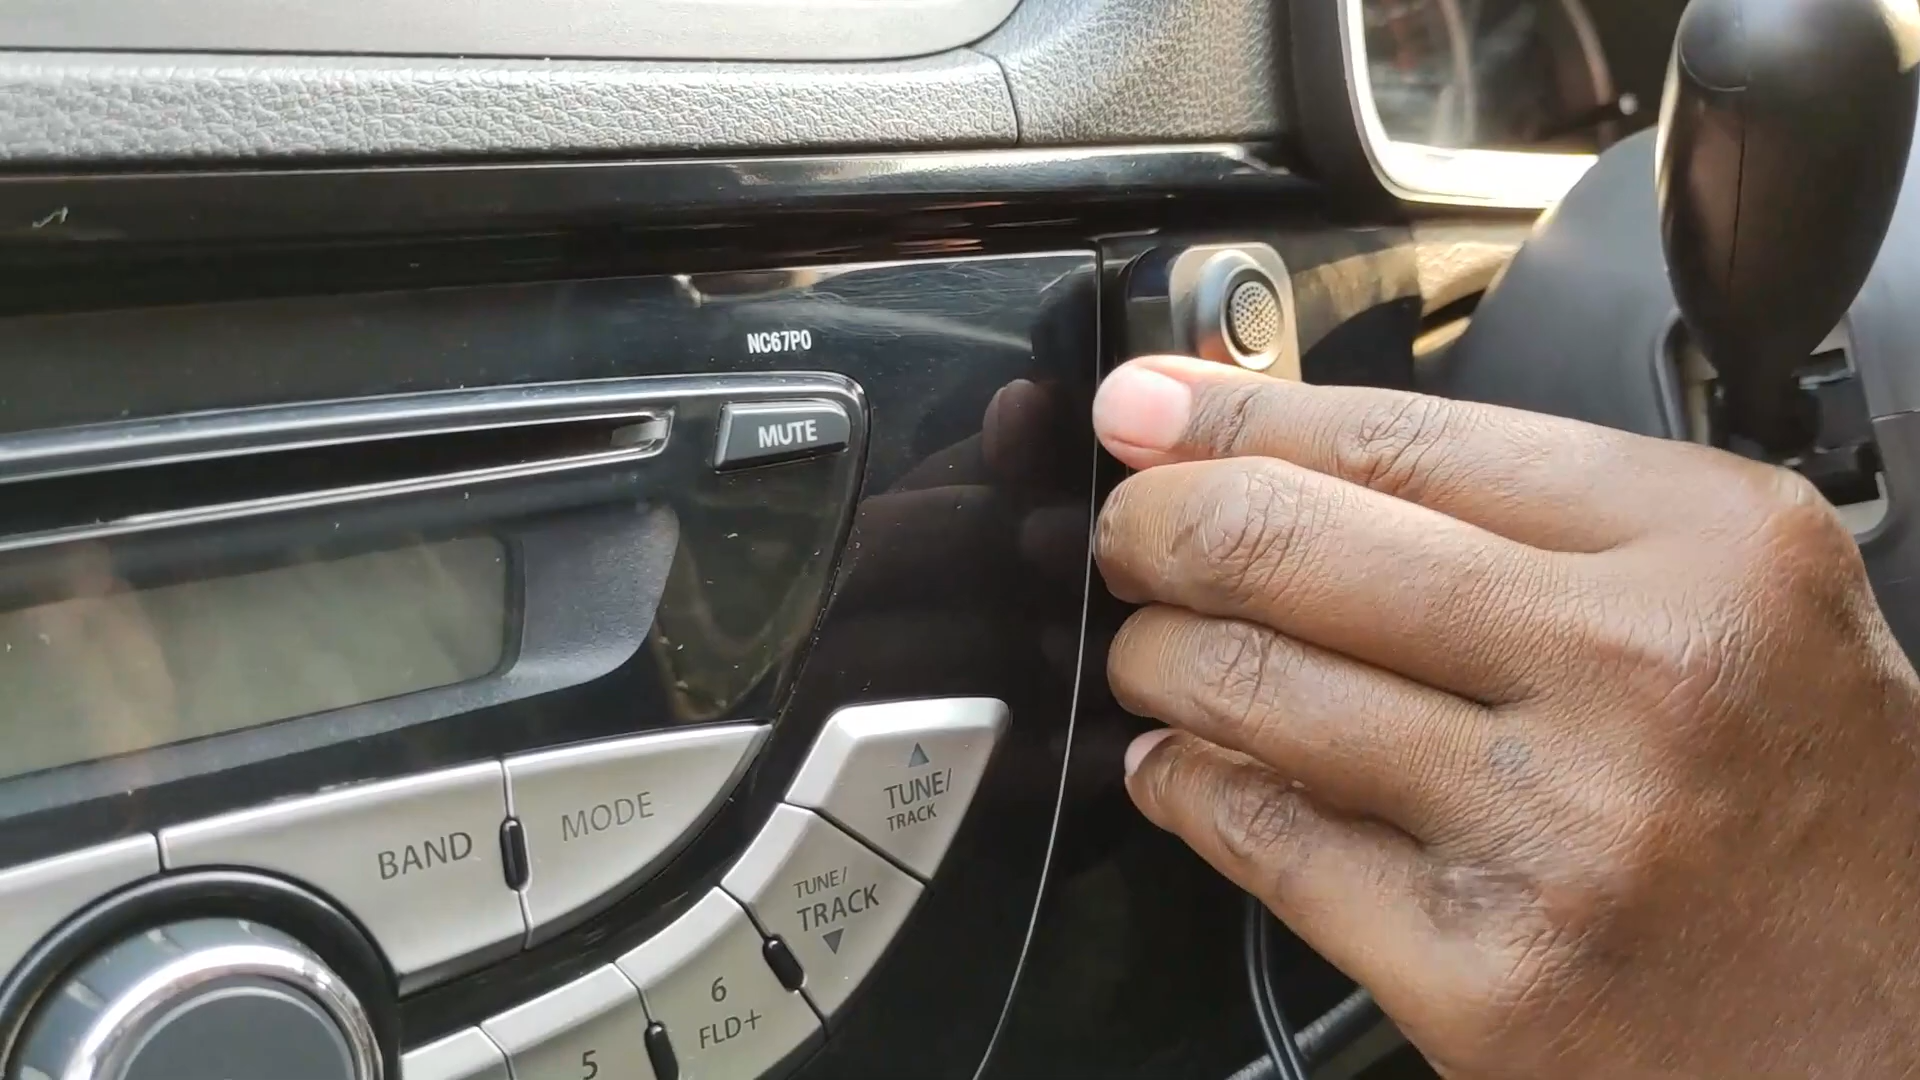 NC67P0
MUTE
BAND
MODE
TUNE/
TRACK
TUNE/
TRACK
6
FLD+
5